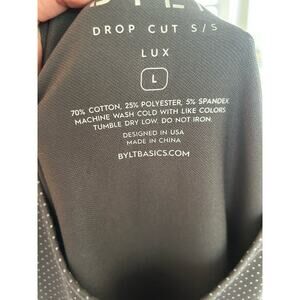 DROP CUT S/S
LUX
L
70% COTTON, 25% POLYESTER, 5% SPANDEX
MACHINE WASH COLD WITH LIKE COLORS
TUMBLE DRY LOW. DO NOT IRON.
DESIGNED IN USA
MADE IN CHINA
BYLTBASICS.COM